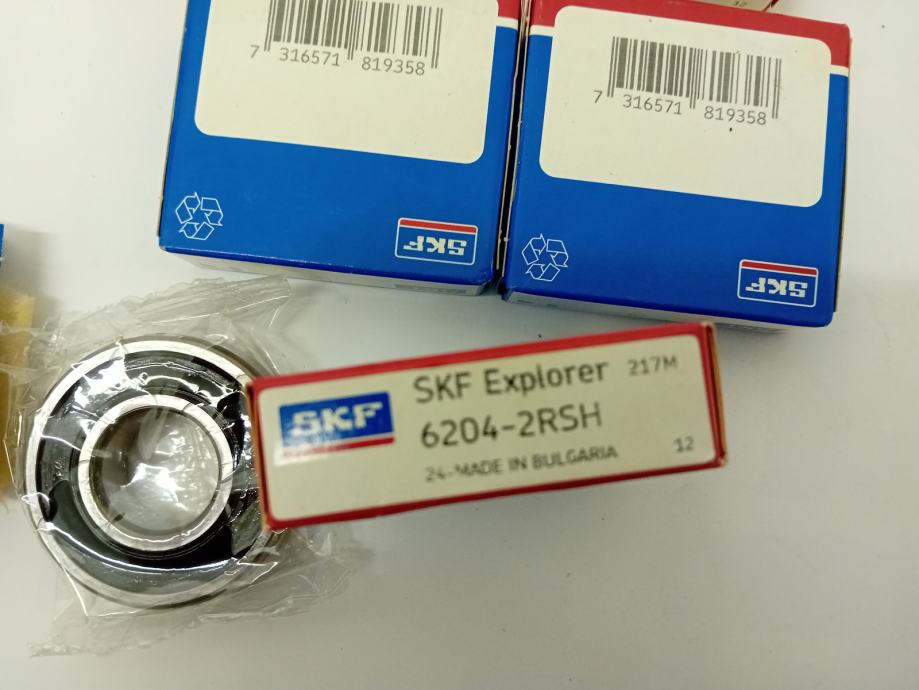 12
7 316571 819358
7 316571 819358
SKF
SKF
SKF
SKF Explorer 217M
6204-2RSH
24-MADE IN BULGARIA 12